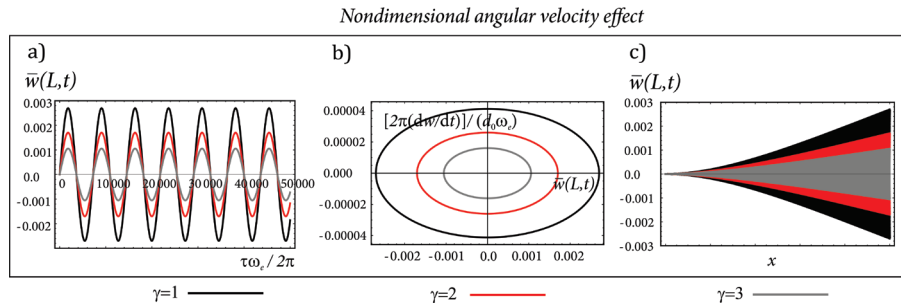 Nondimensional angular velocity effect
a)
w̅(L,t)
0.003
0.002
0.001
0.0
-0.001
-0.002
0 10 000 20 000 30 000 40 000 50 000
τωₑ / 2π
b)
0.00004
0.00002
0.000
-0.00002
-0.00004
[2π(dw/dt)]/(d₀ωₑ)
w̅(L,t)
-0.002 -0.001 0.0 0.001 0.002
c)
w̅(L,t)
0.003
0.002
0.001
0.0
-0.001
-0.002
-0.003
x
γ=1 γ=2 γ=3